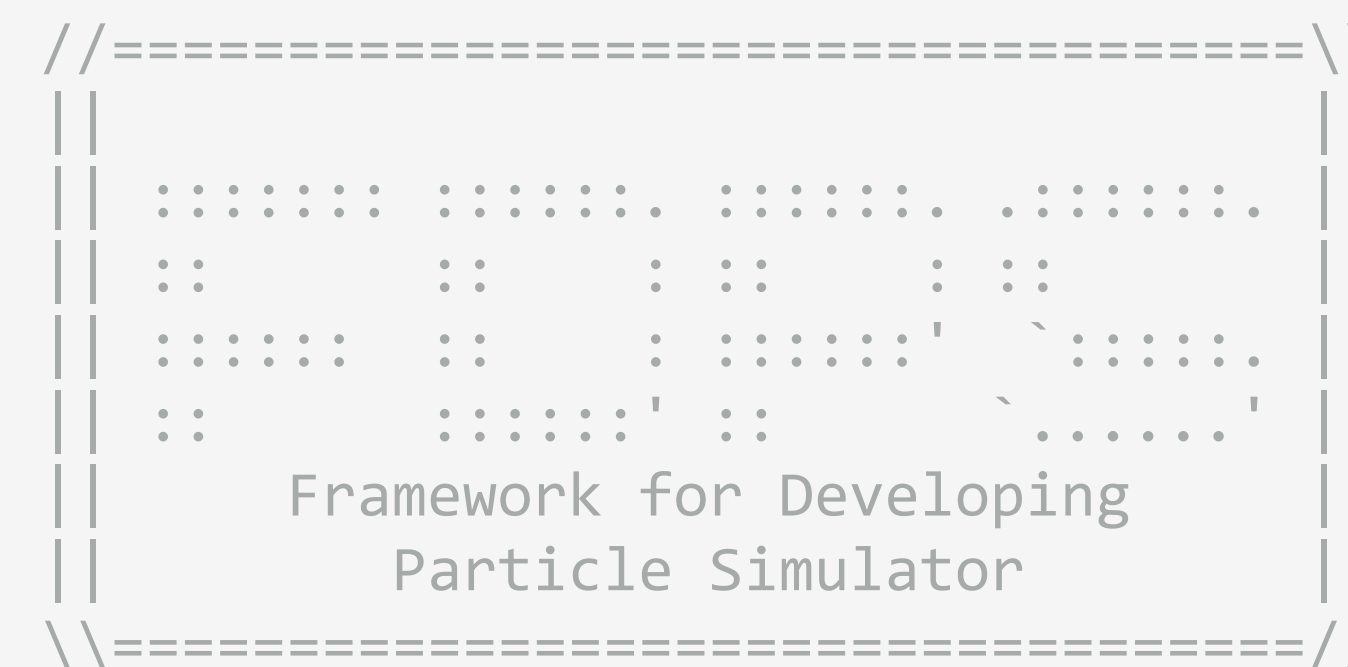 //==================================\\
||                                  |
|| ::::::: ::::::. ::::::. .::::::. |
|| ::      ::    : ::    : ::       |
|| ::::::  ::    : ::::::'  `:::::. |
|| ::      ::::::' ::      `......' |
||     Framework for Developing     |
||        Particle Simulator        |
\\==================================/